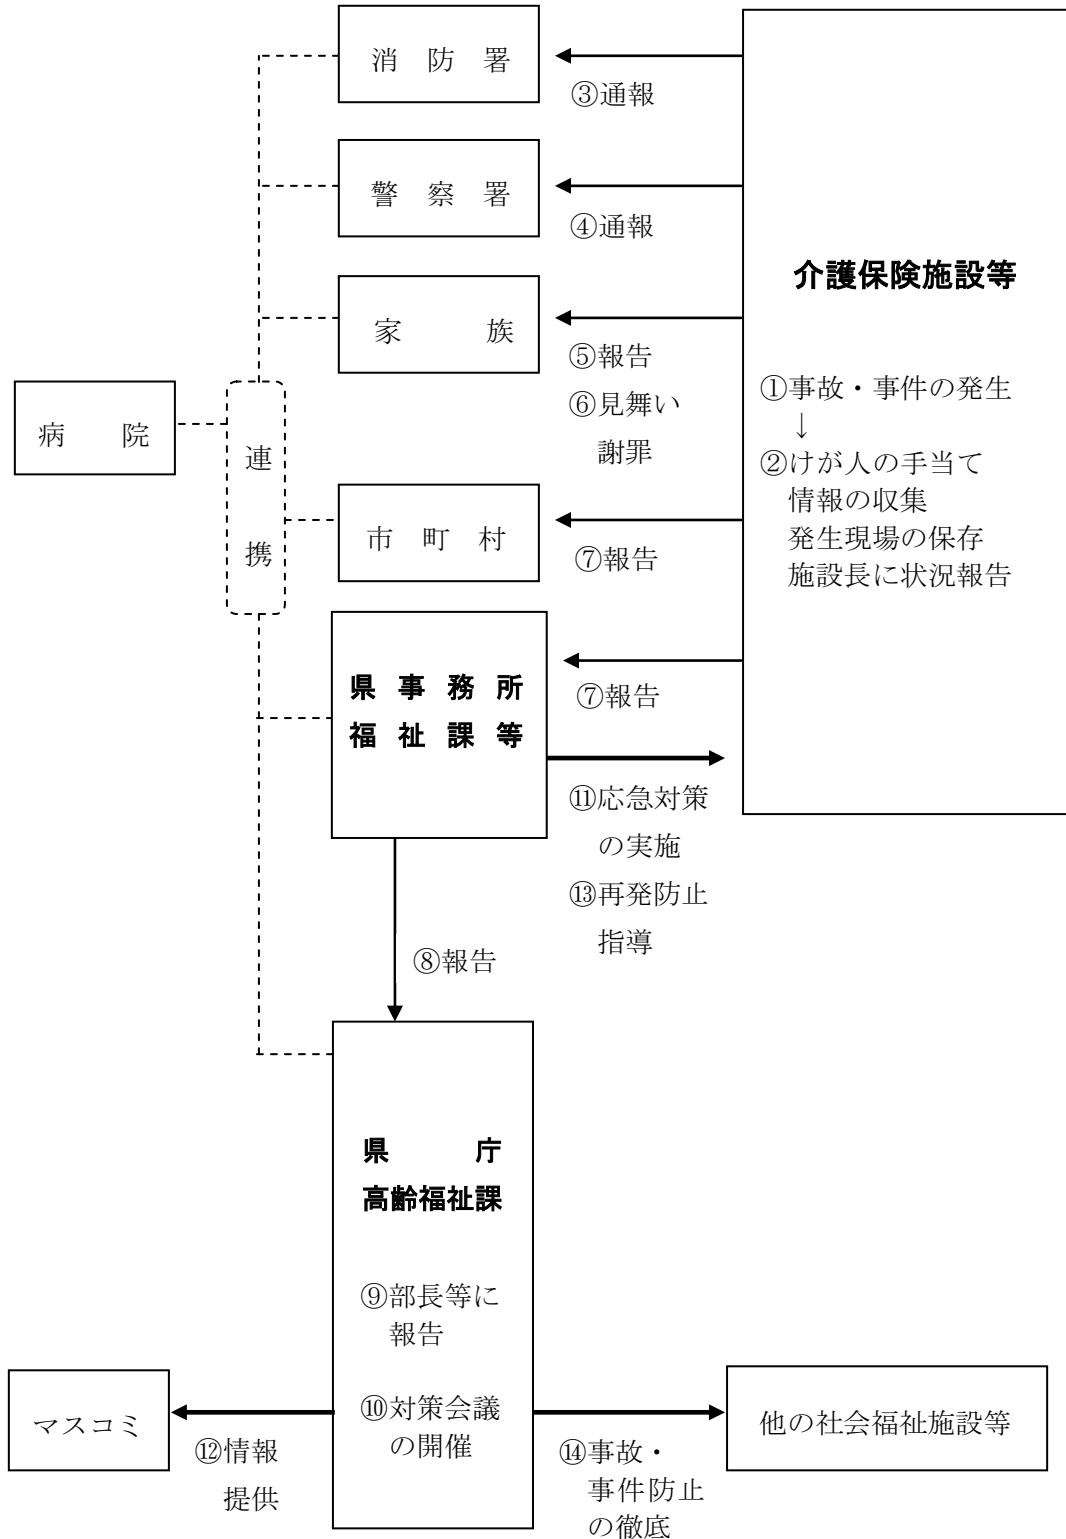 消防署
③通報
警察署
④通報
介護保険施設等
家族
⑤報告
⑥見舞い
謝罪
①事故・事件の発生
↓
②けが人の手当て
情報の収集
発生現場の保存
施設長に状況報告
病院
連携
市町村
⑦報告
県事務所
福祉課等
⑦報告
⑪応急対策
の実施
⑬再発防止
指導
⑧報告
県庁
高齢福祉課
⑨部長等に
報告
⑩対策会議
の開催
マスコミ
⑫情報
提供
⑭事故・
事件防止
の徹底
他の社会福祉施設等